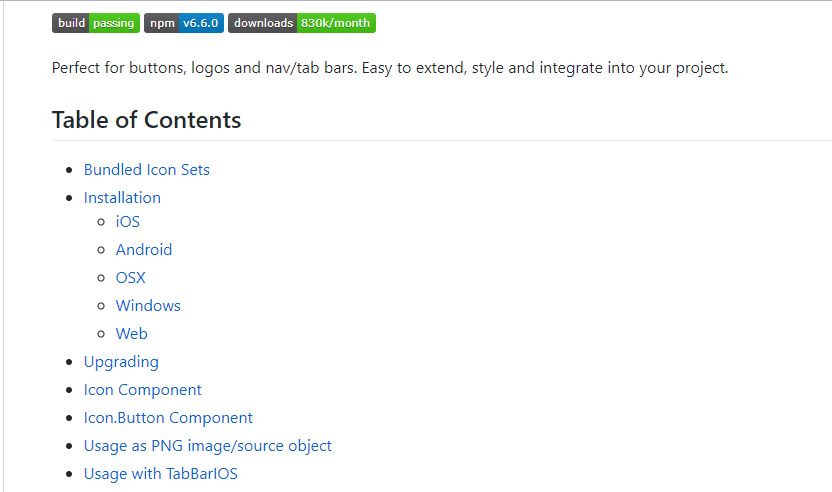 build passing npm v6.6.0 downloads 830k/month
Perfect for buttons, logos and nav/tab bars. Easy to extend, style and integrate into your project.
Table of Contents
Bundled Icon Sets
Installation
iOS
Android
OSX
Windows
Web
Upgrading
Icon Component
Icon.Button Component
Usage as PNG image/source object
Usage with TabBarIOS